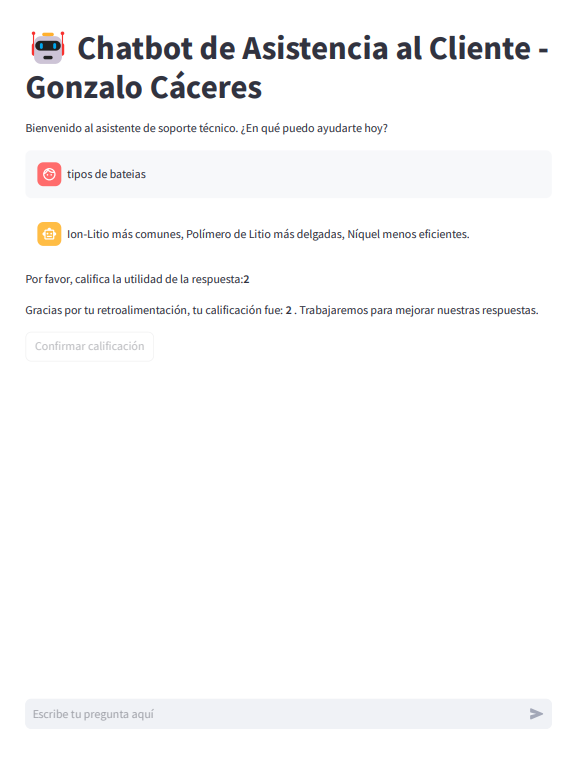 Chatbot de Asistencia al Cliente -
Gonzalo Cáceres
Bienvenido al asistente de soporte técnico. ¿En qué puedo ayudarte hoy?
tipos de bateias
Ion-Litio más comunes, Polímero de Litio más delgadas, Níquel menos eficientes.
Por favor, califica la utilidad de la respuesta:2
Gracias por tu retroalimentación, tu calificación fue: 2 . Trabajaremos para mejorar nuestras respuestas.
Confirmar calificación
Escribe tu pregunta aquí